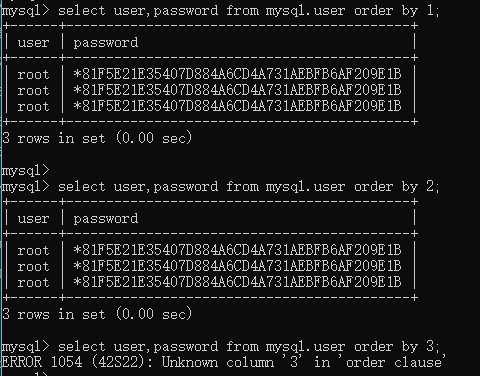 mysql> select user,password from mysql.user order by 1;
+------+-------------------------------------------+
| user | password                                  |
+------+-------------------------------------------+
| root | *81F5E21E35407D884A6CD4A731AEBFB6AF209E1B |
| root | *81F5E21E35407D884A6CD4A731AEBFB6AF209E1B |
| root | *81F5E21E35407D884A6CD4A731AEBFB6AF209E1B |
+------+-------------------------------------------+
3 rows in set (0.00 sec)
mysql>
mysql> select user,password from mysql.user order by 2;
+------+-------------------------------------------+
| user | password                                  |
+------+-------------------------------------------+
| root | *81F5E21E35407D884A6CD4A731AEBFB6AF209E1B |
| root | *81F5E21E35407D884A6CD4A731AEBFB6AF209E1B |
| root | *81F5E21E35407D884A6CD4A731AEBFB6AF209E1B |
+------+-------------------------------------------+
3 rows in set (0.00 sec)
mysql> select user,password from mysql.user order by 3;
ERROR 1054 (42S22): Unknown column '3' in 'order clause'
mysql>